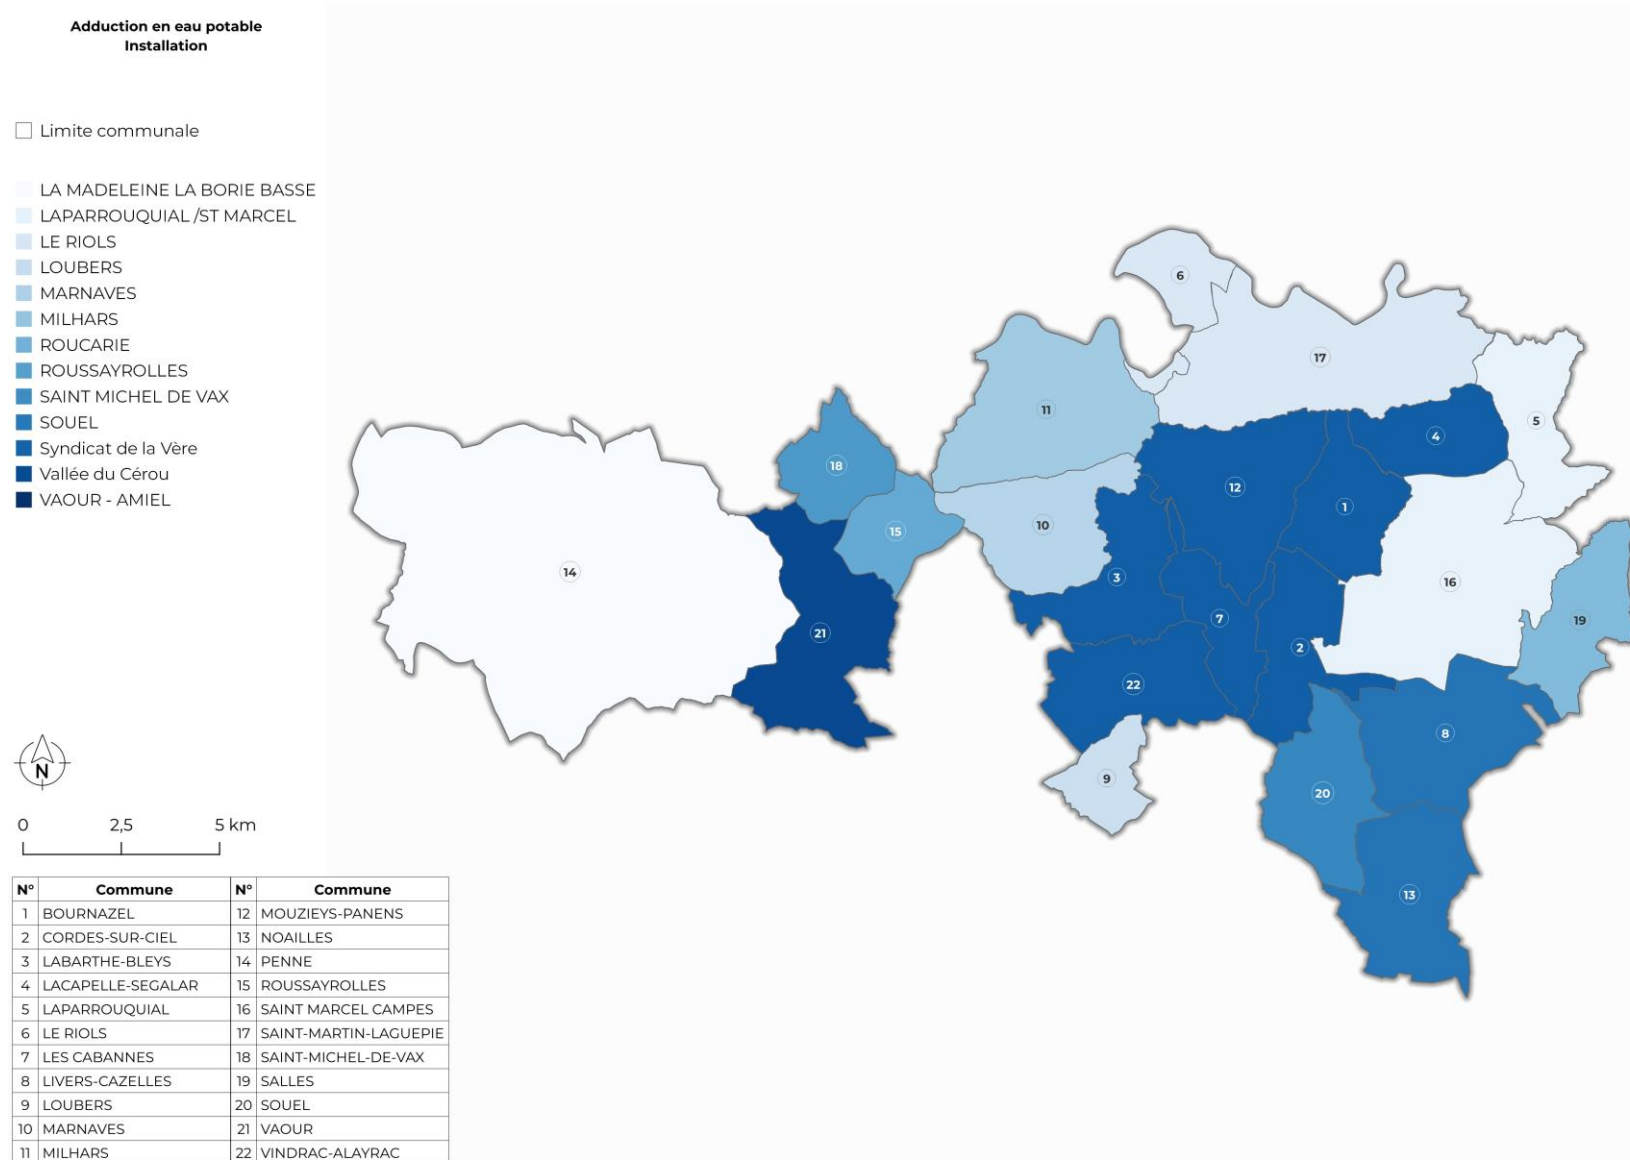 Adduction en eau potable
Installation
Limite communale
LA MADELEINE LA BORIE BASSE
LAPARROUQUIAL /ST MARCEL
LE RIOLS
LOUBERS
MARNAVES
MILHARS
ROUCARIE
ROUSSAYROLLES
SAINT MICHEL DE VAX
SOUEL
Syndicat de la Vère
Vallée du Cérou
VAOUR - AMIEL
6
17
11
5
4
18
12
1
10
15
14
3
16
7
19
21
2
22
8
9
20
13
N
0 2,5 5 km
N° Commune N° Commune
1 BOURNAZEL 12 MOUZIEYS-PANENS
2 CORDES-SUR-CIEL 13 NOAILLES
3 LABARTHE-BLEYS 14 PENNE
4 LACAPELLE-SEGALAR 15 ROUSSAYROLLES
5 LAPARROUQUIAL 16 SAINT MARCEL CAMPES
6 LE RIOLS 17 SAINT-MARTIN-LAGUEPIE
7 LES CABANNES 18 SAINT-MICHEL-DE-VAX
8 LIVERS-CAZELLES 19 SALLES
9 LOUBERS 20 SOUEL
10 MARNAVES 21 VAOUR
11 MILHARS 22 VINDRAC-ALAYRAC